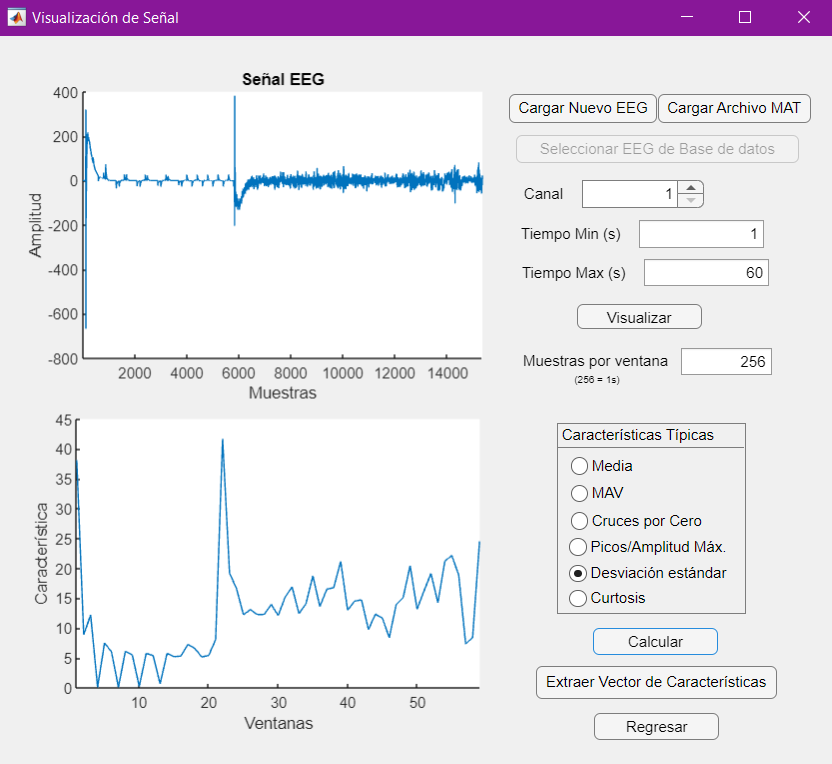 Visualización de Señal
Señal EEG
400
200
0
-200
-400
-600
-800
Amplitud
2000 4000 6000 8000 10000 12000 14000
Muestras
45
40
35
30
25
20
15
10
5
0
Característica
10 20 30 40 50
Ventanas
Cargar Nuevo EEG Cargar Archivo MAT
Seleccionar EEG de Base de datos
Canal 1
Tiempo Min (s) 1
Tiempo Max (s) 60
Visualizar
Muestras por ventana 256
(256 = 1s)
Características Típicas
Media
MAV
Cruces por Cero
Picos/Amplitud Máx.
Desviación estándar
Curtosis
Calcular
Extraer Vector de Características
Regresar